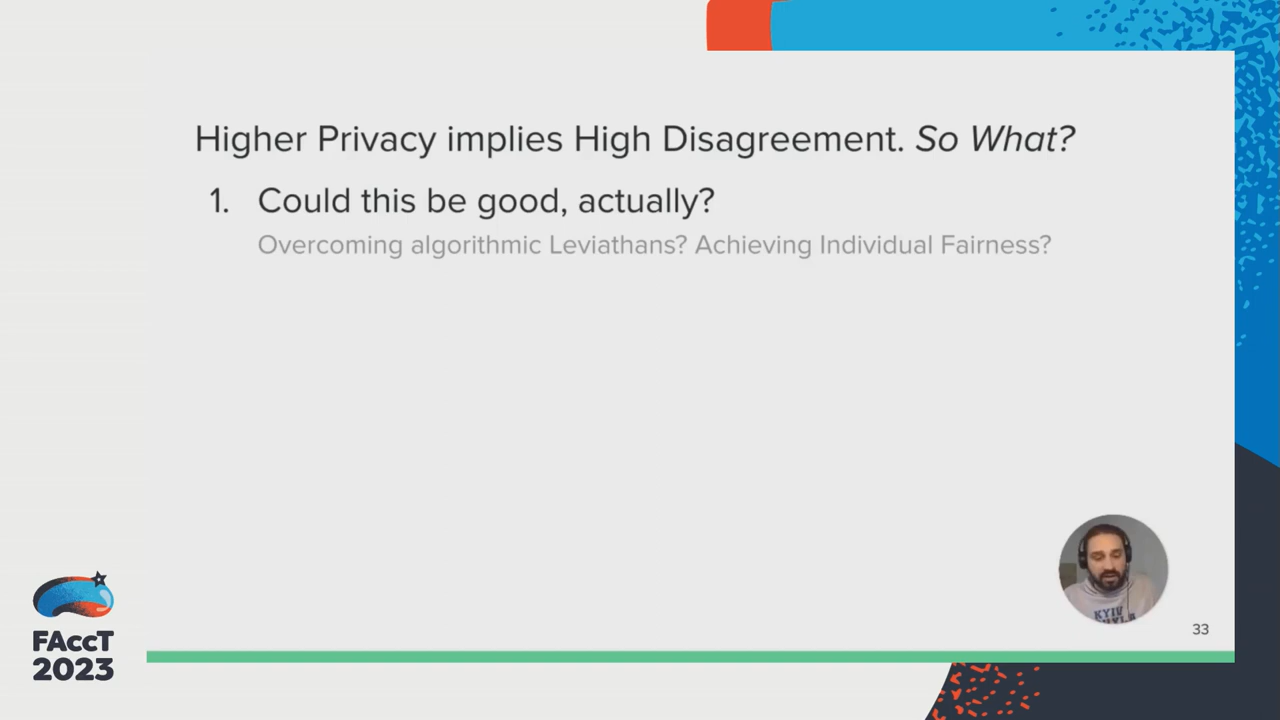 Higher Privacy implies High Disagreement. So What?
1. Could this be good, actually?
Overcoming algorithmic Leviathans? Achieving Individual Fairness?
KYIV
33
FAccT
2023